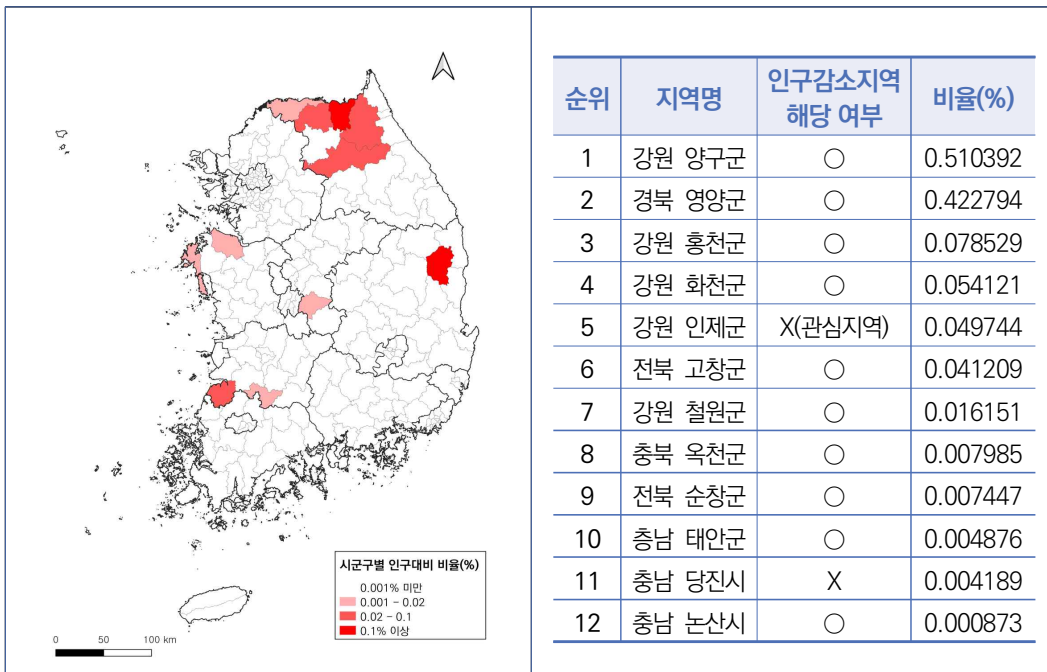 시군구별 인구대비 비율(%)
0.001% 미만
0.001 - 0.02
0.02 - 0.1
0.1% 이상
0 50 100 km
순위 지역명 인구감소지역 해당 여부 비율(%)
1 강원 양구군 ○ 0.510392
2 경북 영양군 ○ 0.422794
3 강원 홍천군 ○ 0.078529
4 강원 화천군 ○ 0.054121
5 강원 인제군 X(관심지역) 0.049744
6 전북 고창군 ○ 0.041209
7 강원 철원군 ○ 0.016151
8 충북 옥천군 ○ 0.007985
9 전북 순창군 ○ 0.007447
10 충남 태안군 ○ 0.004876
11 충남 당진시 X 0.004189
12 충남 논산시 ○ 0.000873